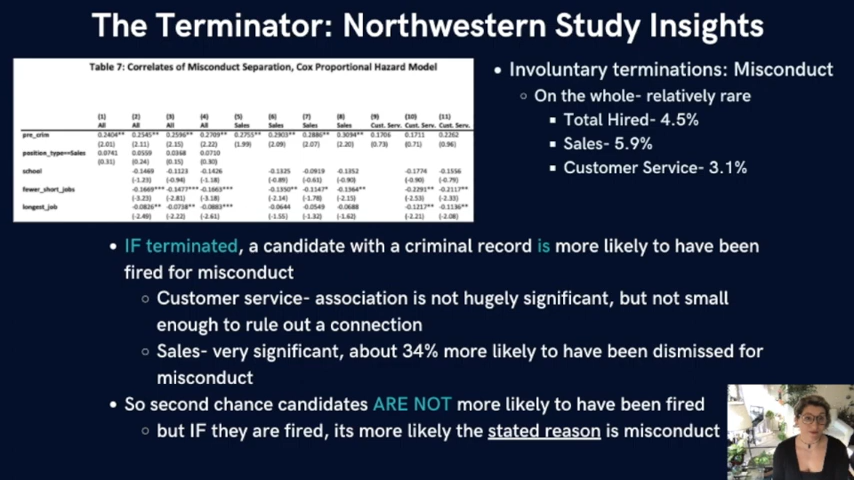 The Terminator: Northwestern Study Insights
Table 7: Correlates of Misconduct Separation, Cox Proportional Hazard Model
(1) (2) (3) (4) (5) (6) (7) (8) (9) (10) (11)
All All All All Sales Sales Sales Sales Cust. Serv. Cust. Serv. Cust. Serv.
pre_crim 0.2404** 0.2545** 0.2596** 0.2709** 0.2755** 0.2903** 0.2886** 0.3094** 0.1706 0.1711 0.2262
(2.01) (2.11) (2.15) (2.22) (1.99) (2.09) (2.07) (2.20) (0.73) (0.71) (0.96)
position_type==Sales 0.0741 0.0559 0.0368 0.0710
(0.31) (0.24) (0.15) (0.30)
school -0.1469 -0.1123 -0.1426 -0.1325 -0.0919 -0.1352 -0.1774 -0.1556
(-1.23) (-0.94) (-1.18) (-0.89) (-0.61) (-0.90) (-0.90) (-0.79)
fewer_short_jobs -0.1669*** -0.1477*** -0.1663*** -0.1350** -0.1147* -0.1364** -0.2291** -0.2117**
(-3.23) (-2.81) (-3.18) (-2.14) (-1.78) (-2.15) (-2.53) (-2.33)
longest_job -0.0826** -0.0738** -0.0883*** -0.0644 -0.0549 -0.0688 -0.1217** -0.1136**
(-2.49) (-2.22) (-2.61) (-1.55) (-1.32) (-1.62) (-2.21) (-2.08)
• Involuntary terminations: Misconduct
○ On the whole- relatively rare
▪ Total Hired- 4.5%
▪ Sales- 5.9%
▪ Customer Service- 3.1%
• IF terminated, a candidate with a criminal record is more likely to have been
fired for misconduct
○ Customer service- association is not hugely significant, but not small
enough to rule out a connection
○ Sales- very significant, about 34% more likely to have been dismissed for
misconduct
• So second chance candidates ARE NOT more likely to have been fired
○ but IF they are fired, its more likely the stated reason is misconduct